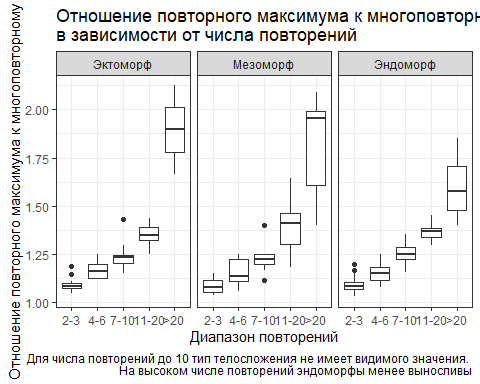 Отношение повторного максимума к многоповторн
в зависимости от числа повторений
Отношение повторного максимума к многоповторному
Эктоморф
Мезоморф
Эндоморф
2.00
1.75
1.50
1.25
1.00
2-3 4-6 7-10 11-20 >20
2-3 4-6 7-10 11-20 >20
2-3 4-6 7-10 11-20 >20
Диапазон повторений
Для числа повторений до 10 тип телосложения не имеет видимого значения.
На высоком числе повторений эндоморфы менее выносливы